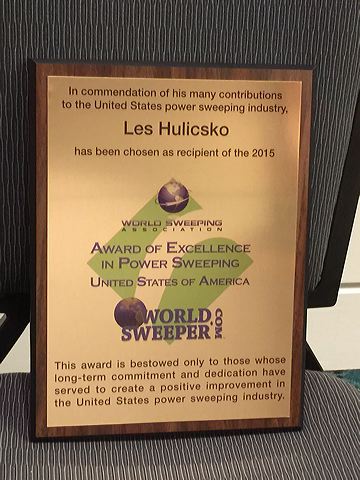 In commendation of his many contributions
to the United States power sweeping industry,
Les Hulicsko
has been chosen as recipient of the 2015
WORLD SWEEPING
ASSOCIATION
AWARD OF EXCELLENCE
IN POWER SWEEPING
UNITED STATES OF AMERICA
WORLD
SWEEPER.COM
This award is bestowed only to those whose
long-term commitment and dedication have
served to create a positive improvement in
the United States power sweeping industry.